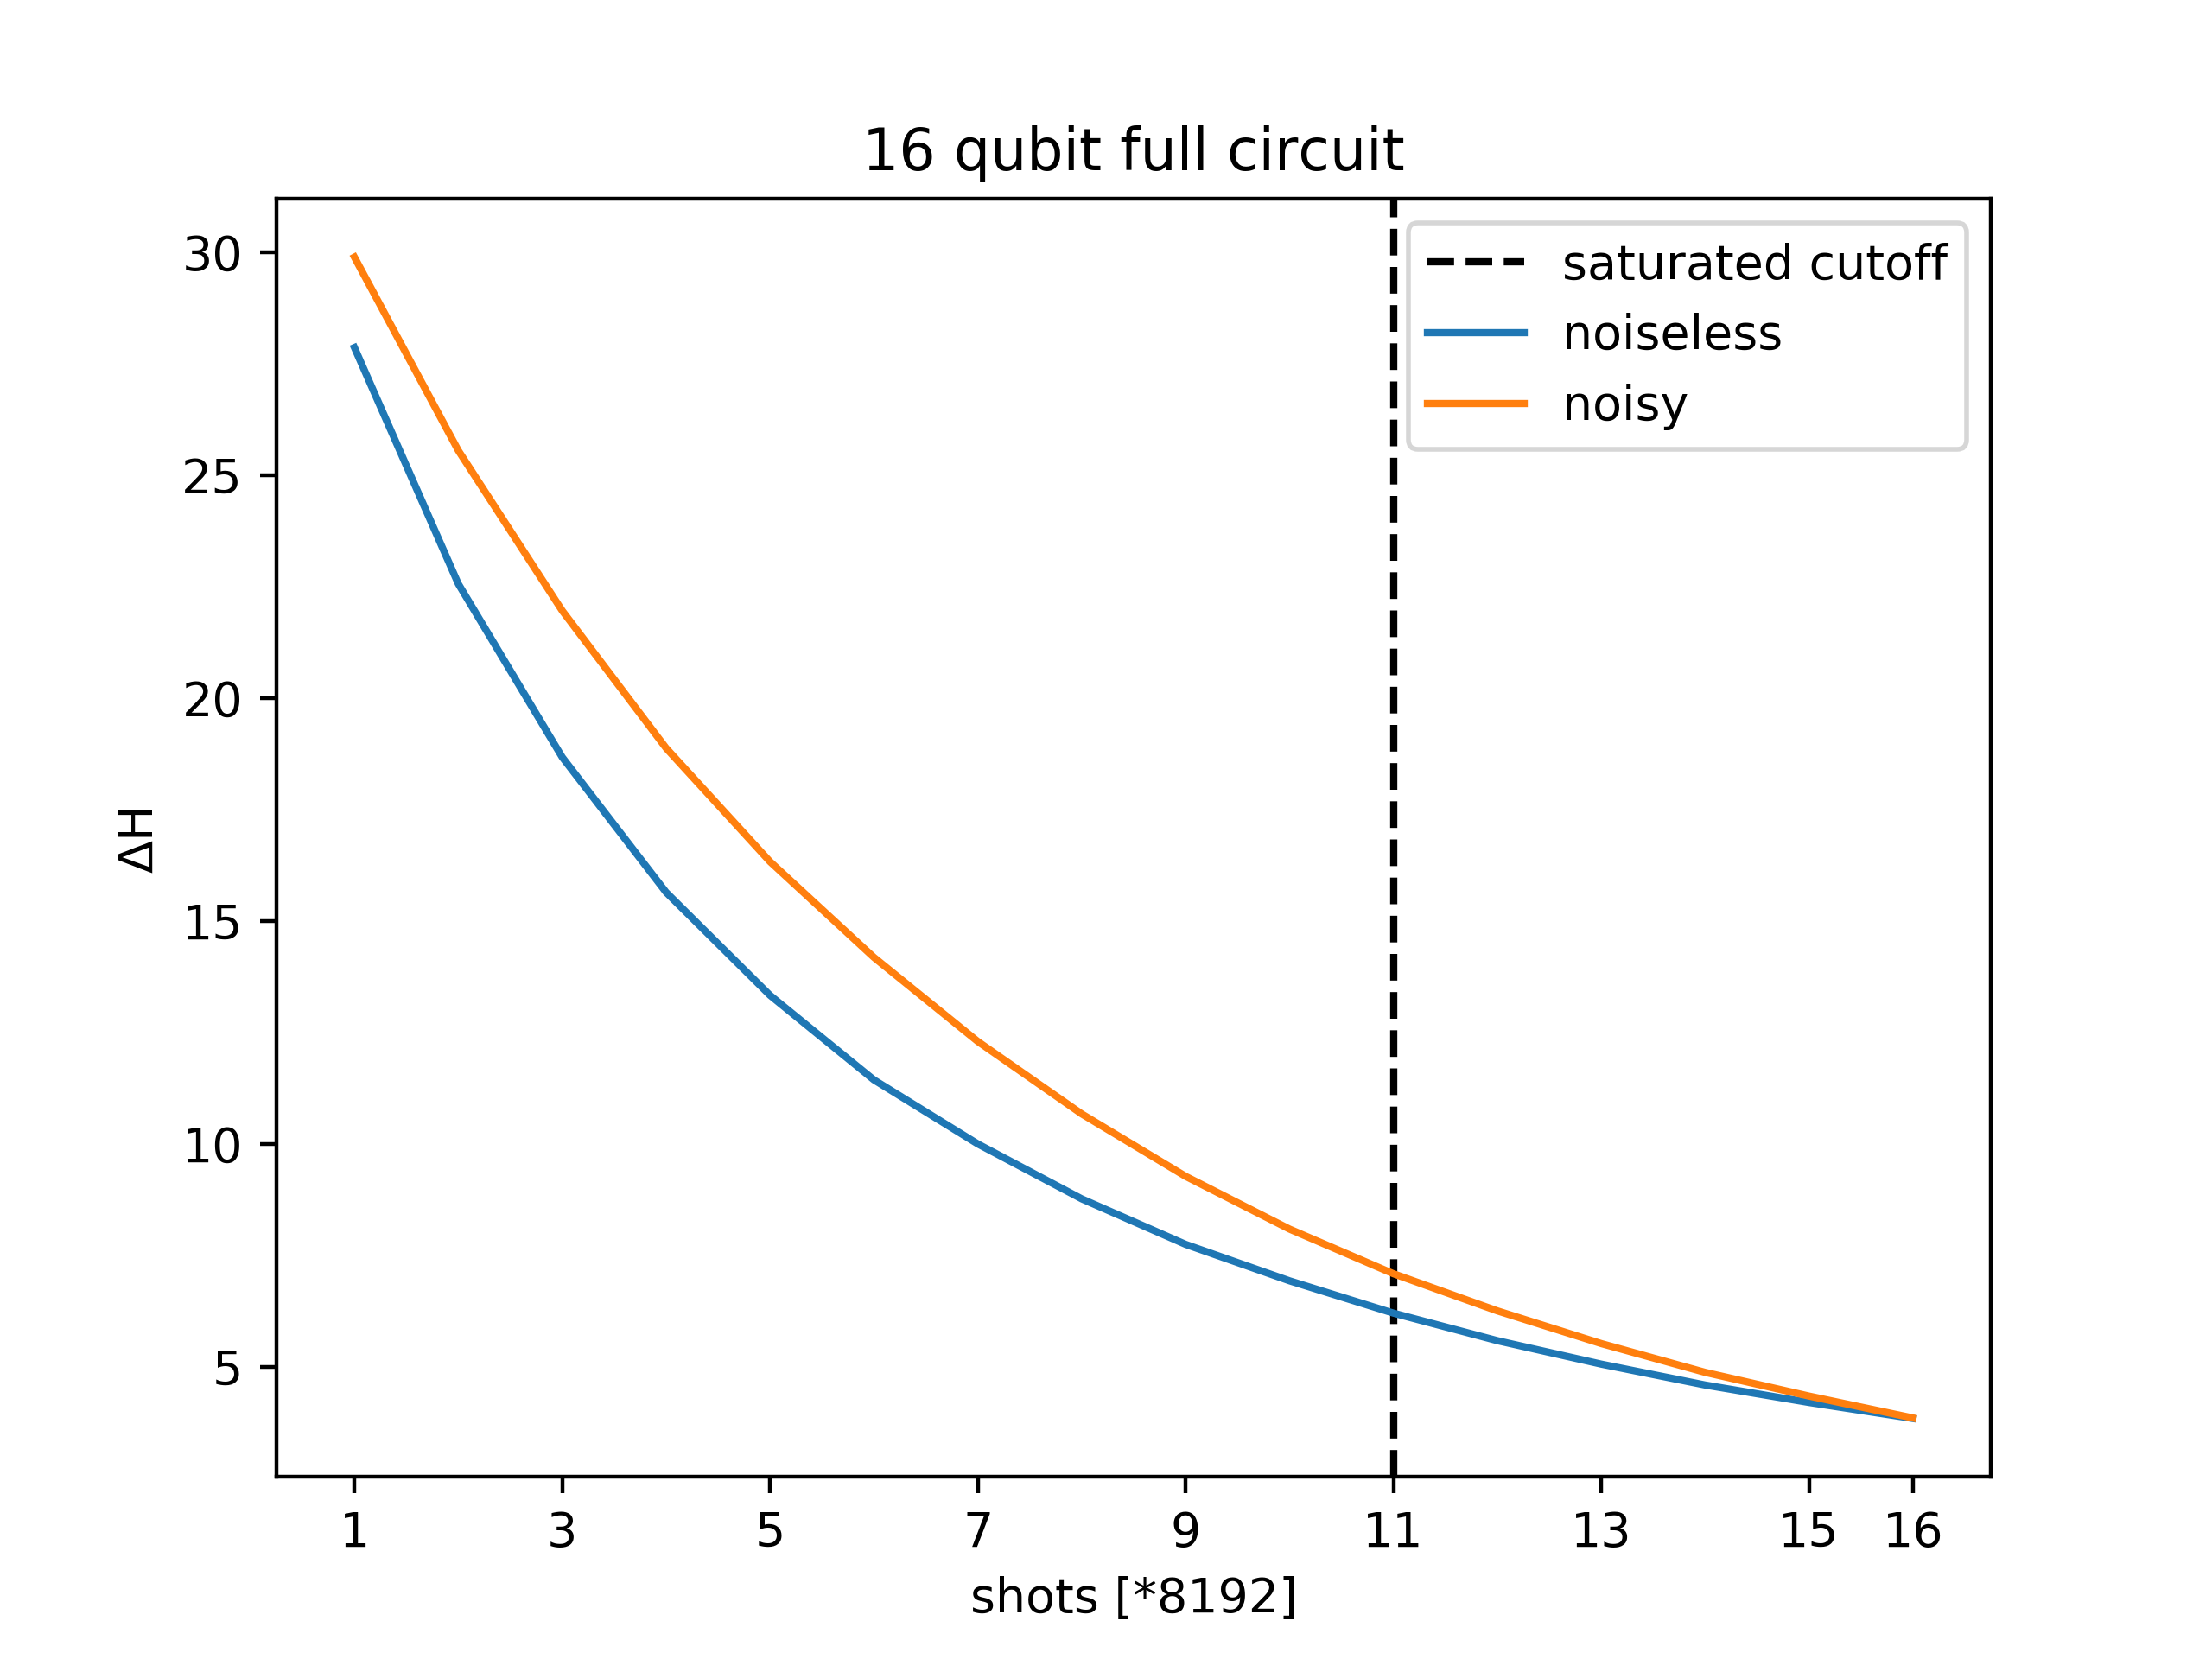 16 qubit full circuit
30
25
20
15
10
5
ΔH
saturated cutoff
noiseless
noisy
1 3 5 7 9 11 13 15 16
shots [*8192]